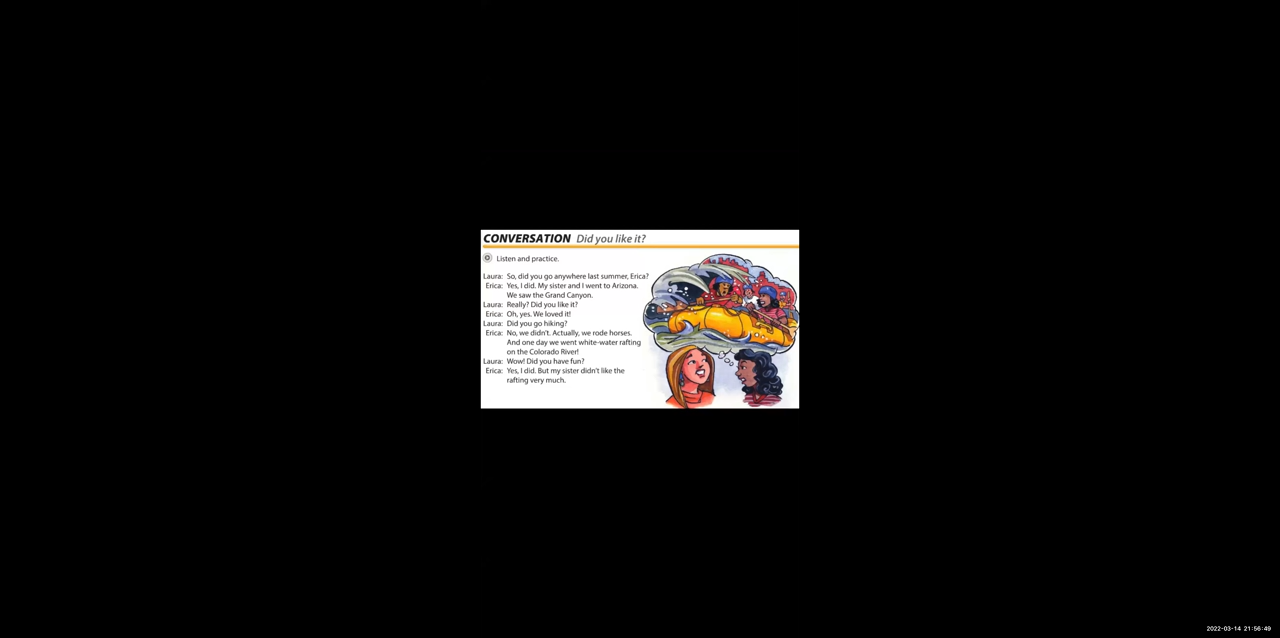 CONVERSATION Did you like it?
Listen and practice.
Laura: So, did you go anywhere last summer, Erica?
Erica: Yes, I did. My sister and I went to Arizona.
We saw the Grand Canyon.
Laura: Really? Did you like it?
Erica: Oh, yes. We loved it!
Laura: Did you go hiking?
Erica: No, we didn't. Actually, we rode horses.
And one day we went white-water rafting
on the Colorado River!
Laura: Wow! Did you have fun?
Erica: Yes, I did. But my sister didn't like the
rafting very much.
2022-03-14 21:56:49